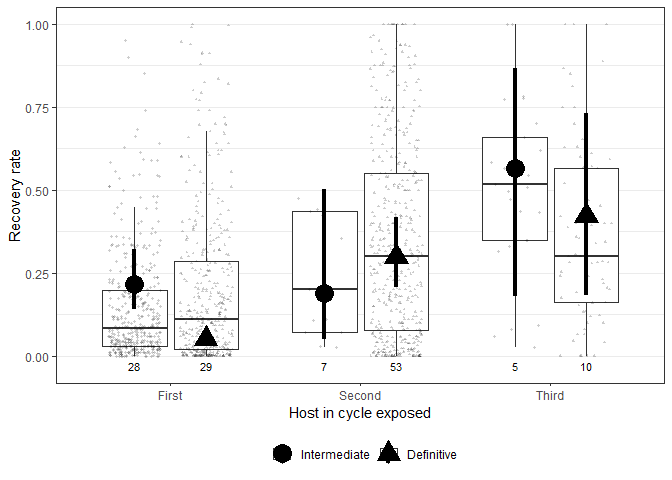 1.00
0.75
0.50
0.25
0.00
Recovery rate
28 29 7 53 5 10
First Second Third
Host in cycle exposed
Intermediate Definitive